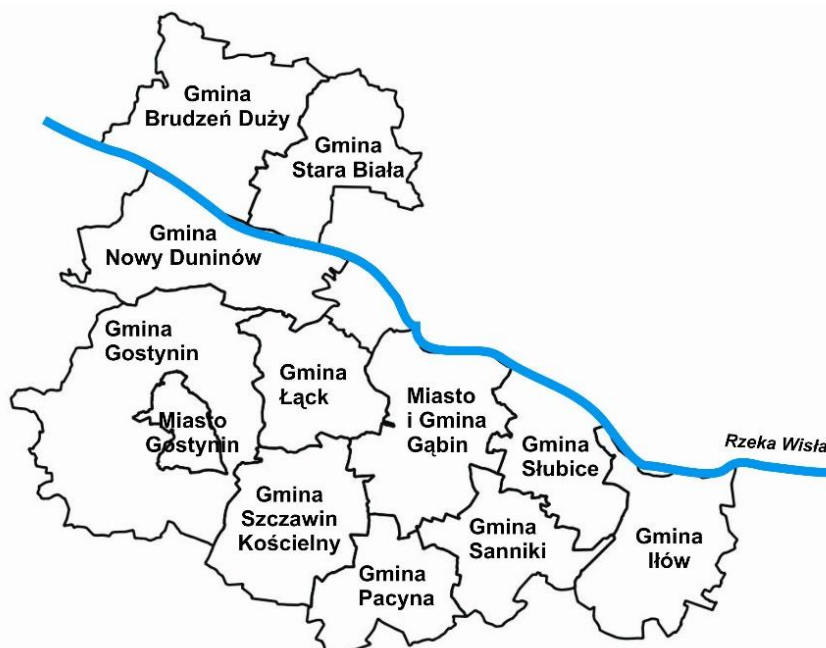 Gmina
Brudzeń Duży
Gmina
Stara Biała
Gmina
Nowy Duninów
Gmina
Gostynin
Miasto
Gostynin
Gmina
Łąck
Miasto
i Gmina
Gąbin
Gmina
Słubice
Rzeka Wisła
Gmina
Szczawin
Kościelny
Gmina
Sanniki
Gmina
Iłów
Gmina
Pacyna